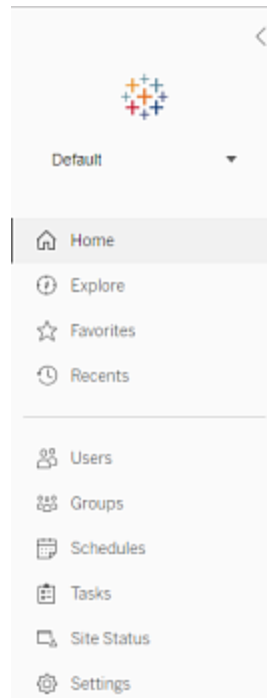 Default
Home
Explore
Favorites
Recents
Users
Groups
Schedules
Tasks
Site Status
Settings